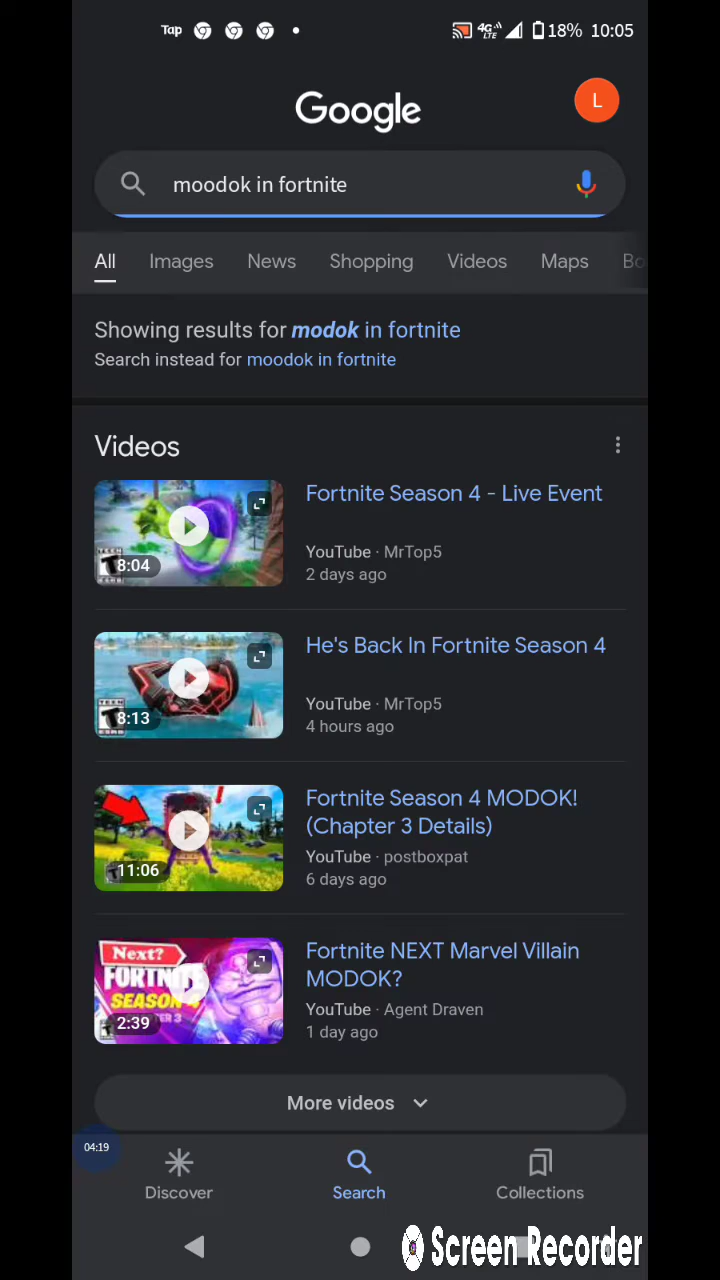 Tap 4G LTE 18% 10:05
Google
L
moodok in fortnite
All Images News Shopping Videos Maps Bo
Showing results for modok in fortnite
Search instead for moodok in fortnite
Videos
Fortnite Season 4 - Live Event
TEEN
8:04
YouTube · MrTop5
2 days ago
He's Back In Fortnite Season 4
8:13
YouTube · MrTop5
4 hours ago
Fortnite Season 4 MODOK!
(Chapter 3 Details)
11:06
YouTube · postboxpat
6 days ago
Next?
FORTNITE
SEASON 4
2:39
Fortnite NEXT Marvel Villain
MODOK?
YouTube · Agent Draven
1 day ago
More videos
04:19
Discover Search Collections
Screen Recorder